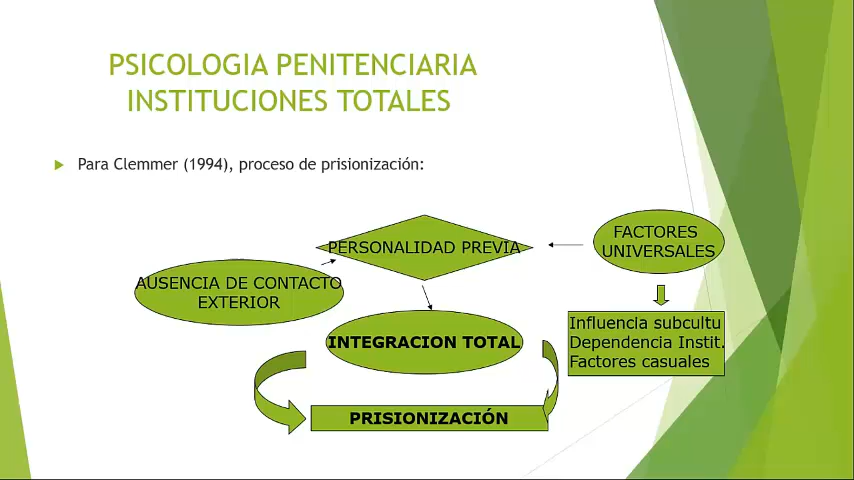 PSICOLOGIA PENITENCIARIA
INSTITUCIONES TOTALES
Para Clemmer (1994), proceso de prisionización:
PERSONALIDAD PREVIA
FACTORES
UNIVERSALES
AUSENCIA DE CONTACTO
EXTERIOR
INTEGRACION TOTAL
Influencia subcultu
Dependencia Instit.
Factores casuales
PRISIONIZACIÓN